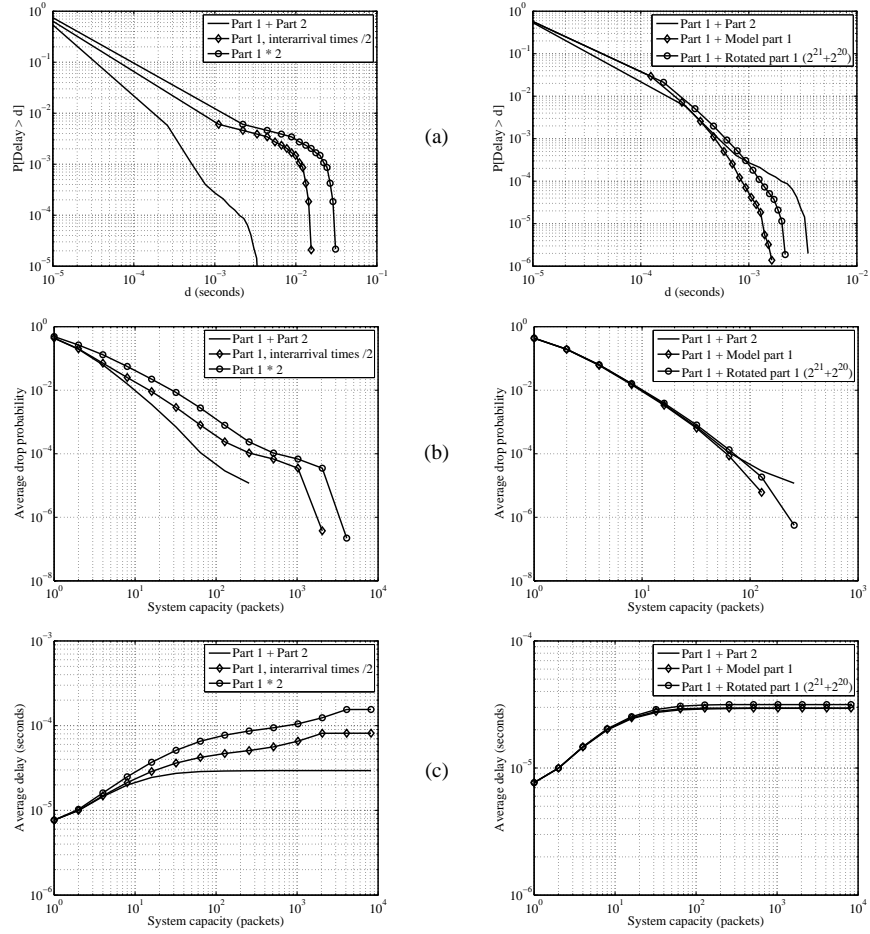 10^0
10^-1
10^-2
10^-3
10^-4
10^-5
P[Delay > d]
Part 1 + Part 2
Part 1, interarrival times /2
Part 1 * 2
10^-5
10^-4
10^-3
10^-2
10^-1
d (seconds)
(a)
10^0
10^-1
10^-2
10^-3
10^-4
10^-5
10^-6
P[Delay > d]
Part 1 + Part 2
Part 1 + Model part 1
Part 1 + Rotated part 1 (2^21+2^20)
10^-5
10^-4
10^-3
10^-2
d (seconds)
10^0
10^-2
10^-4
10^-6
10^-8
Average drop probability
Part 1 + Part 2
Part 1, interarrival times /2
Part 1 * 2
10^0
10^1
10^2
10^3
10^4
System capacity (packets)
(b)
10^0
10^-2
10^-4
10^-6
10^-8
Average drop probability
Part 1 + Part 2
Part 1 + Model part 1
Part 1 + Rotated part 1 (2^21+2^20)
10^0
10^1
10^2
10^3
System capacity (packets)
10^-3
10^-4
10^-5
10^-6
Average delay (seconds)
Part 1 + Part 2
Part 1, interarrival times /2
Part 1 * 2
10^0
10^1
10^2
10^3
10^4
System capacity (packets)
(c)
10^-4
10^-5
10^-6
Average delay (seconds)
Part 1 + Part 2
Part 1 + Model part 1
Part 1 + Rotated part 1 (2^21+2^20)
10^0
10^1
10^2
10^3
10^4
System capacity (packets)